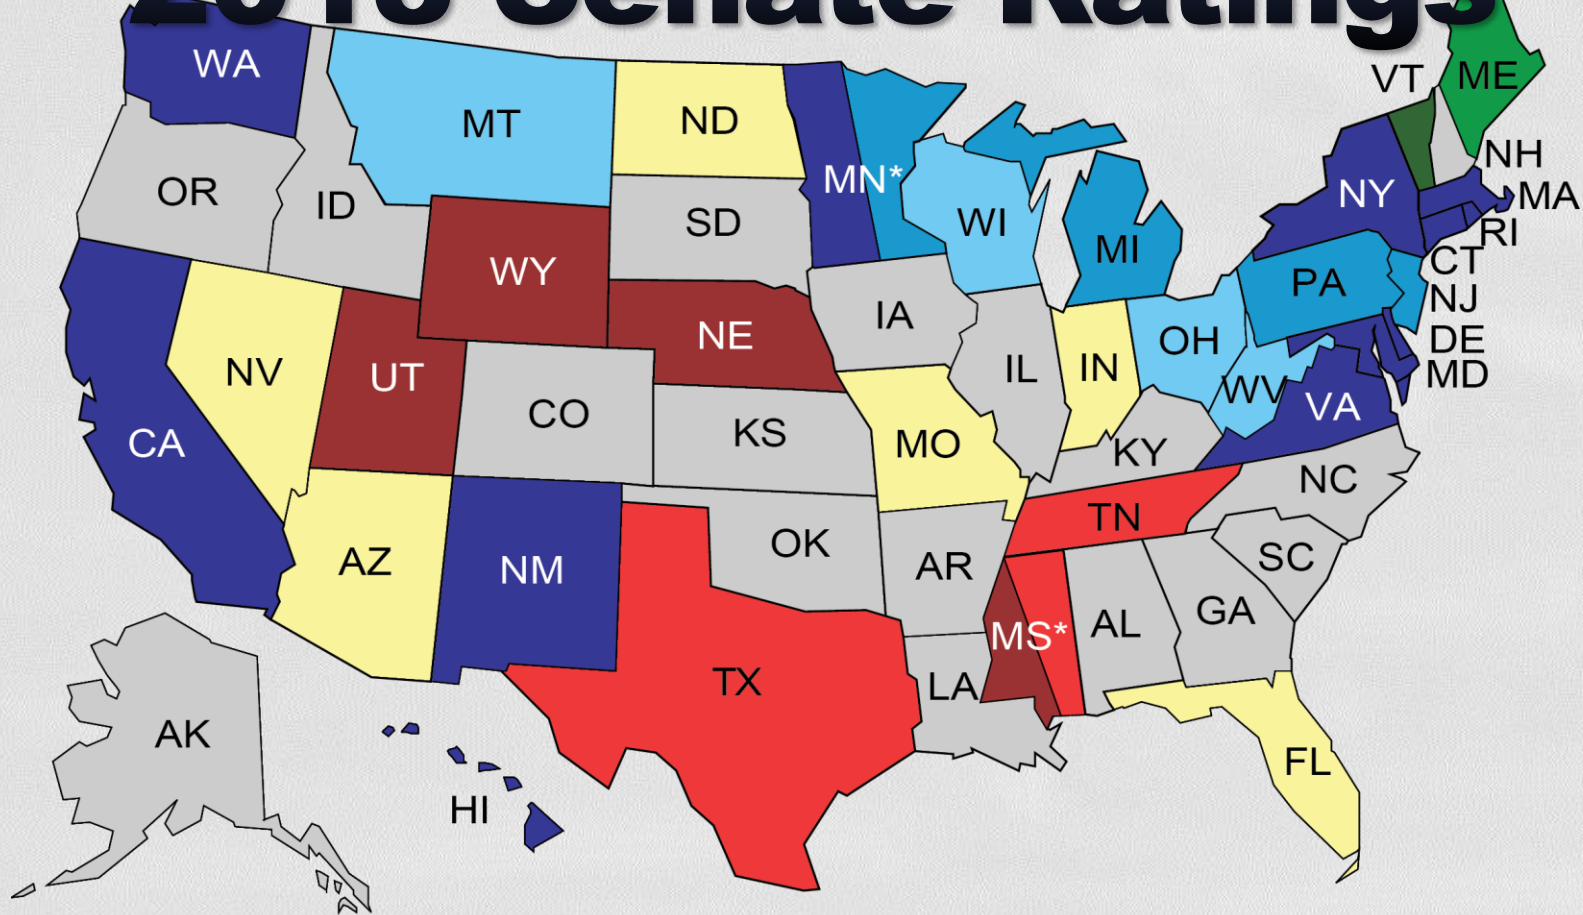 2018 Senate Ratings
WA
MT
ND
MN*
VT
ME
OR
ID
SD
WI
MI
NY
NH
MA
RI
CT
NJ
WY
IA
PA
DE
MD
NV
UT
NE
IL
IN
OH
WV
VA
CA
CO
KS
MO
KY
NC
TN
AZ
NM
OK
AR
SC
MS*
AL
GA
TX
LA
AK
HI
FL